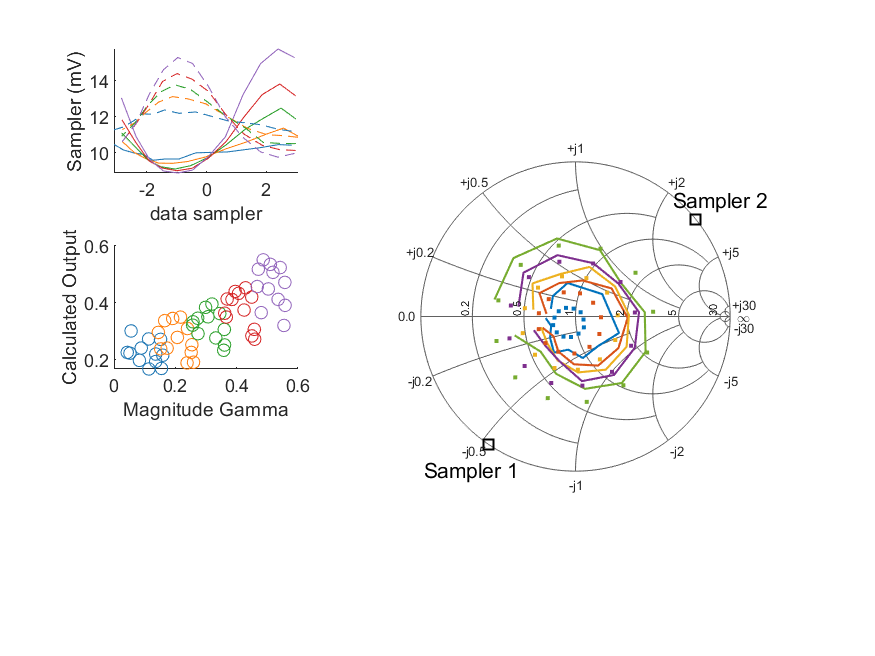 Sampler (mV)
14
12
10
-2
0
2
data sampler
Calculated Output
0.6
0.4
0.2
0
0.2
0.4
0.6
Magnitude Gamma
+j1
+j0.5
+j2
Sampler 2
+j0.2
+j5
0.0
0.2
0.5
1
2
5
30
+j30
∞
-j30
-j0.2
-j5
-j0.5
-j2
Sampler 1
-j1